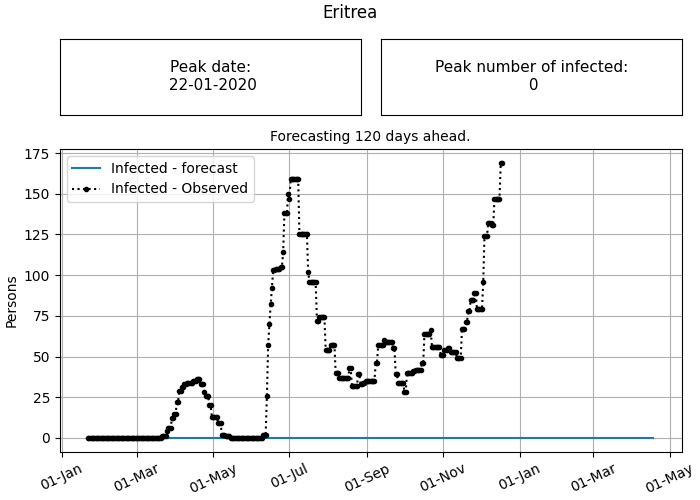 Eritrea
Peak date:
22-01-2020
Peak number of infected:
0
Forecasting 120 days ahead.
Infected - forecast
Infected - Observed
Persons
175
150
125
100
75
50
25
0
01-Jan
01-Mar
01-May
01-Jul
01-Sep
01-Nov
01-Jan
01-Mar
01-May